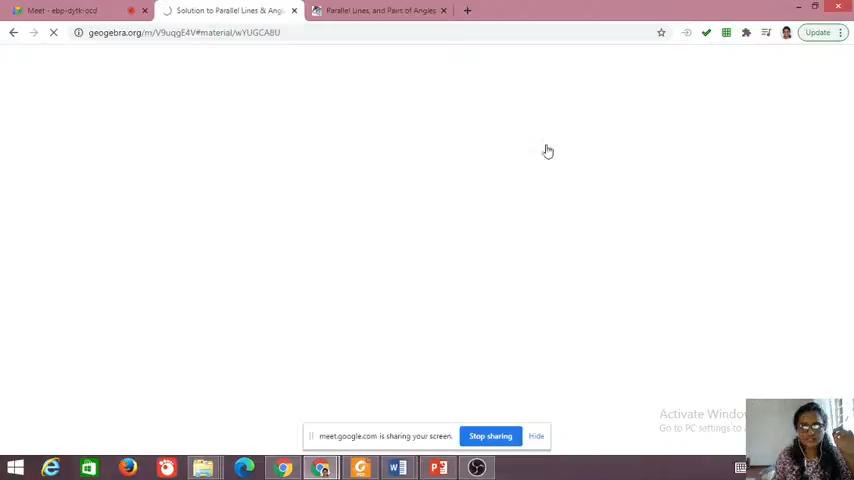 Meet - ebp-dytk-ocd
Solution to Parallel Lines & Angl
Parallel Lines, and Pairs of Angles
geogebra.org/m/V9uqgE4V#material/wYUGCA8U
Update
Activate Windo
Go to PC settings to a
meet.google.com is sharing your screen.
Stop sharing
Hide